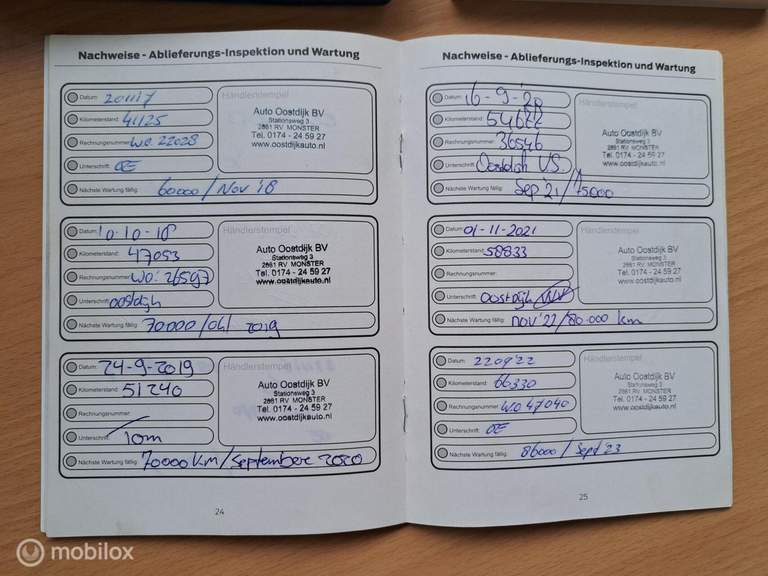 Nachweise - Ablieferungs-Inspektion und Wartung
Datum: 201117
Kilometerstand: 41125
Rechnungsnummer: W.O. 22028
Unterschrift: OE
Nächste Wartung fällig: 60000 / Nov '18
Händlerstempel
Auto Oostdijk BV
Stationsweg 3
2681 RV MONSTER
Tel. 0174 - 24 59 27
www.oostdijkauto.nl
Datum: 10-10-18
Kilometerstand: 47053
Rechnungsnummer: W.O. 26597
Unterschrift: oostdijk
Nächste Wartung fällig: 70000 / okt 2019
Händlerstempel
Auto Oostdijk BV
Stationsweg 3
2681 RV MONSTER
Tel. 0174 - 24 59 27
www.oostdijkauto.nl
Datum: 24-9-2019
Kilometerstand: 51240
Rechnungsnummer:
Unterschrift: Tom
Nächste Wartung fällig: 70000 km / Septembere 2020
Händlerstempel
Auto Oostdijk BV
Stationsweg 3
2681 RV MONSTER
Tel. 0174 - 24 59 27
www.oostdijkauto.nl
24
Nachweise - Ablieferungs-Inspektion und Wartung
Datum: 16-9-'20
Kilometerstand: 54622
Rechnungsnummer: 36546
Unterschrift: Oostdijk VS
Nächste Wartung fällig: Sep '21 / 75000
Händlerstempel
Auto Oostdijk BV
Stationsweg 3
2681 RV MONSTER
Tel. 0174 - 24 59 27
www.oostdijkauto.nl
Datum: 01-11-2021
Kilometerstand: 58833
Rechnungsnummer:
Unterschrift: oostdijk
Nächste Wartung fällig: nov '22 / 80.000 km
Händlerstempel
Auto Oostdijk BV
Stationsweg 3
2681 RV MONSTER
Tel. 0174 - 24 59 27
www.oostdijkauto.nl
Datum: 2209'22
Kilometerstand: 66330
Rechnungsnummer: WO 47040
Unterschrift: OE
Nächste Wartung fällig: 86000 / Sept '23
Händlerstempel
Auto Oostdijk BV
Stationsweg 3
2681 RV MONSTER
Tel. 0174 - 24 59 27
www.oostdijkauto.nl
25
mobilox